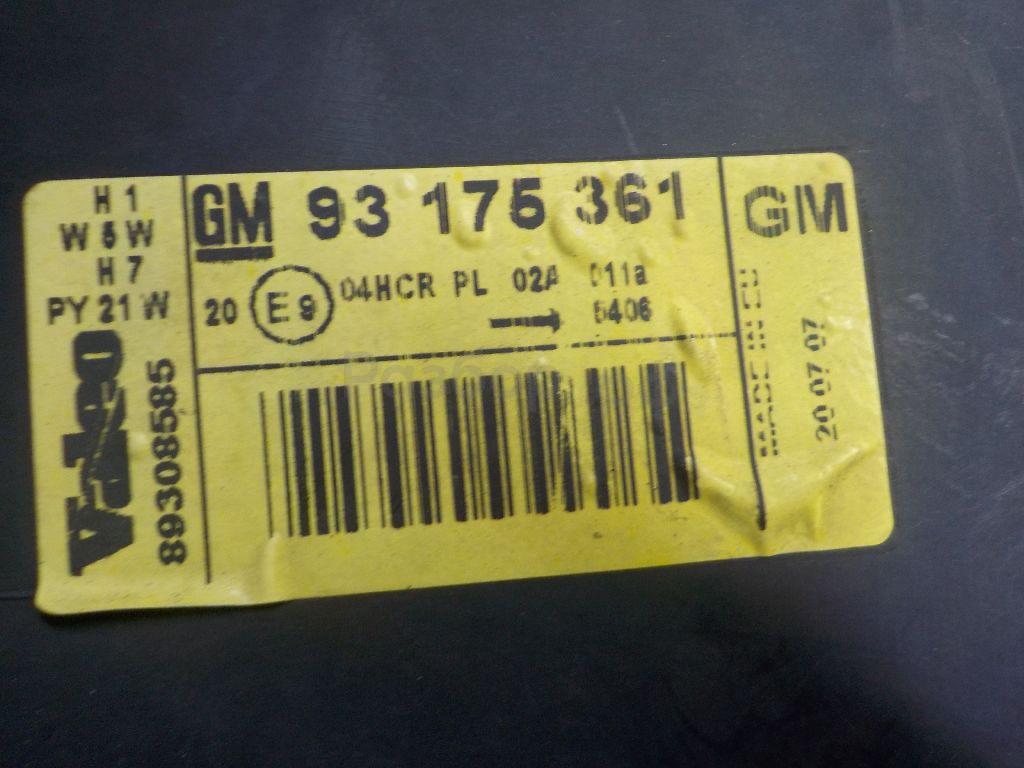 H 1
W 5 W
H 7
PY 21 W
Valeo
89308585
GM 93 175 361
20 E 9 04HCR PL 02A 011a
5406
GM
MADE IN EU
20 07 07